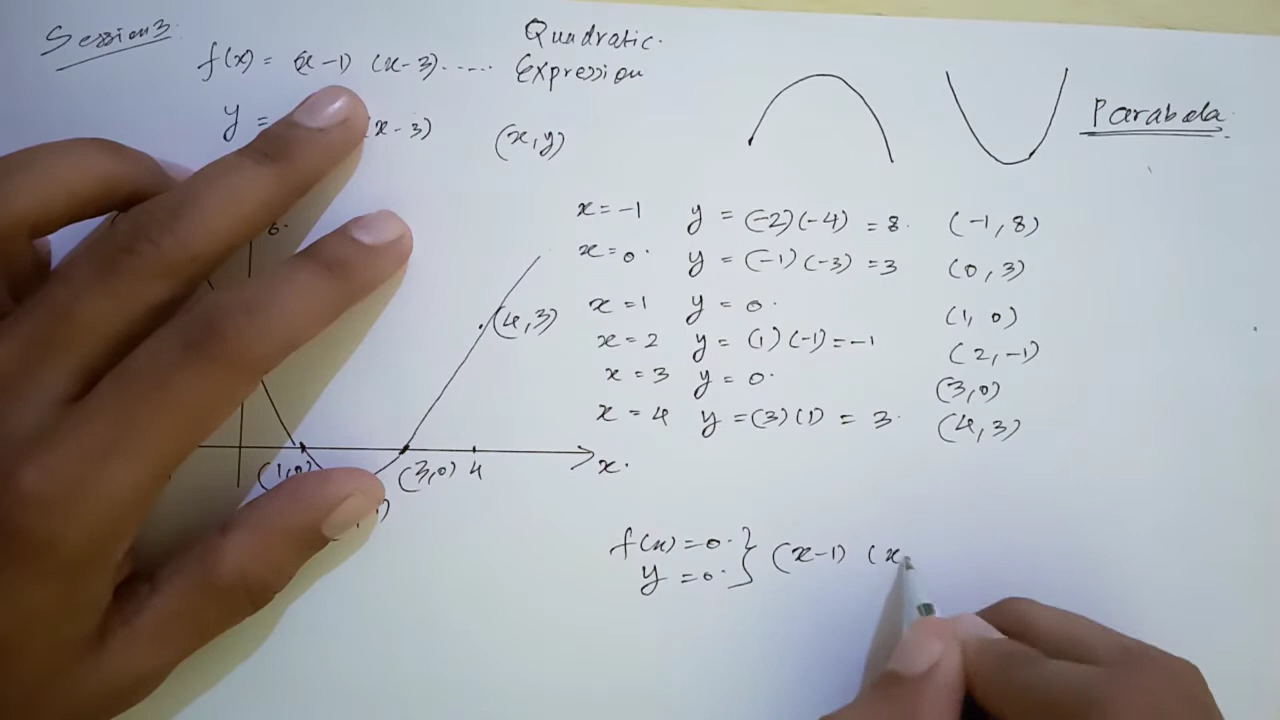 Session 3.
Quadratic.
f(x) = (x-1) (x-3)..... Expression
y = (x-3)
(x,y)
Parabola.
x = -1 y = (-2)(-4) = 8. (-1, 8)
x = 0. y = (-1)(-3) = 3 (0, 3)
x = 1 y = 0. (1, 0)
x = 2 y = (1)(-1) = -1 (2, -1)
x = 3 y = 0. (3,0)
x = 4 y = (3)(1) = 3. (4,3)
6.
(4,3)
(1,0)
(3,0) 4
x.
f(x) = 0.
y = 0. } (x-1) (x